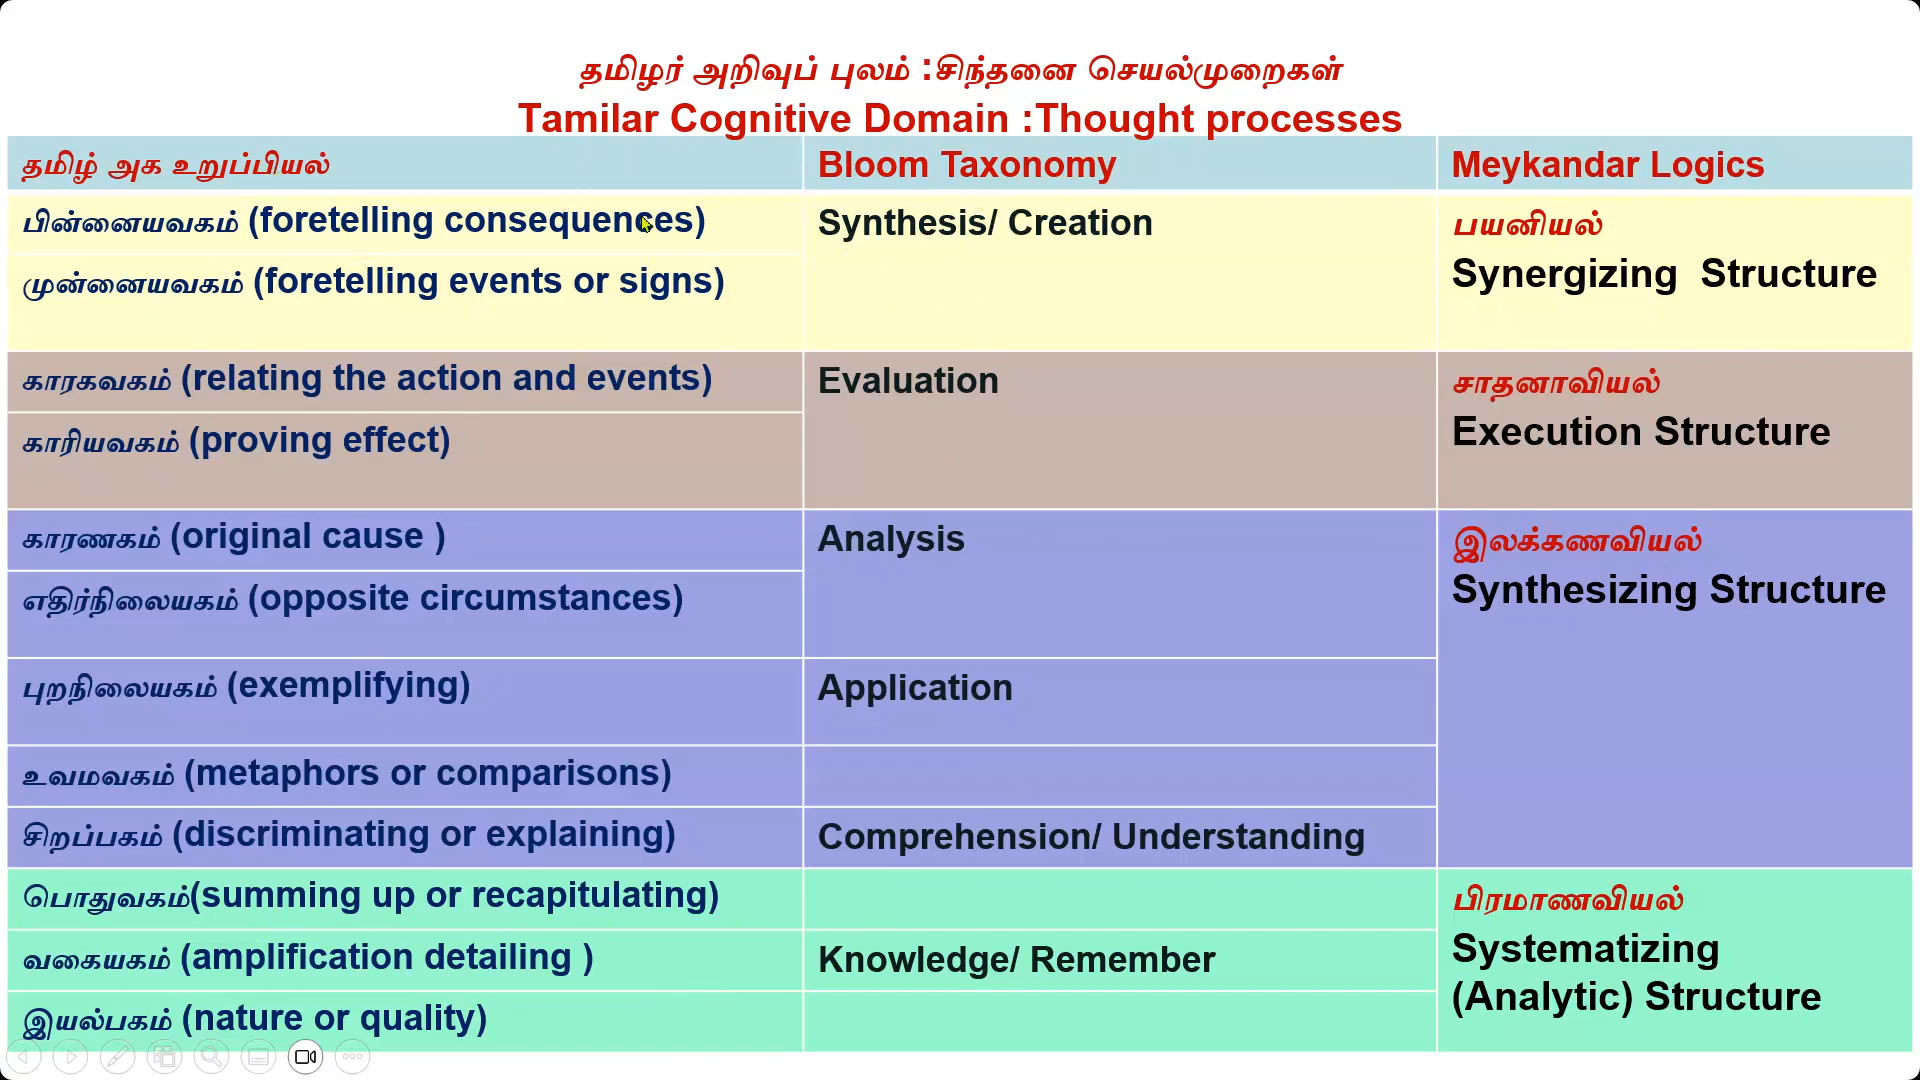 தமிழர் அறிவுப் புலம் :சிந்தனை செயல்முறைகள்
Tamilar Cognitive Domain :Thought processes
தமிழ் அக உறுப்பியல்
Bloom Taxonomy
Meykandar Logics
பின்னையவகம் (foretelling consequences)
Synthesis/ Creation
பயனியல்
Synergizing Structure
முன்னையவகம் (foretelling events or signs)
காரகவகம் (relating the action and events)
Evaluation
சாதனாவியல்
Execution Structure
காரியவகம் (proving effect)
காரணகம் (original cause )
Analysis
இலக்கணவியல்
Synthesizing Structure
எதிர்நிலையகம் (opposite circumstances)
புறநிலையகம் (exemplifying)
Application
உவமவகம் (metaphors or comparisons)
சிறப்பகம் (discriminating or explaining)
Comprehension/ Understanding
பொதுவகம்(summing up or recapitulating)
பிரமாணவியல்
Systematizing
(Analytic) Structure
வகையகம் (amplification detailing )
Knowledge/ Remember
இயல்பகம் (nature or quality)